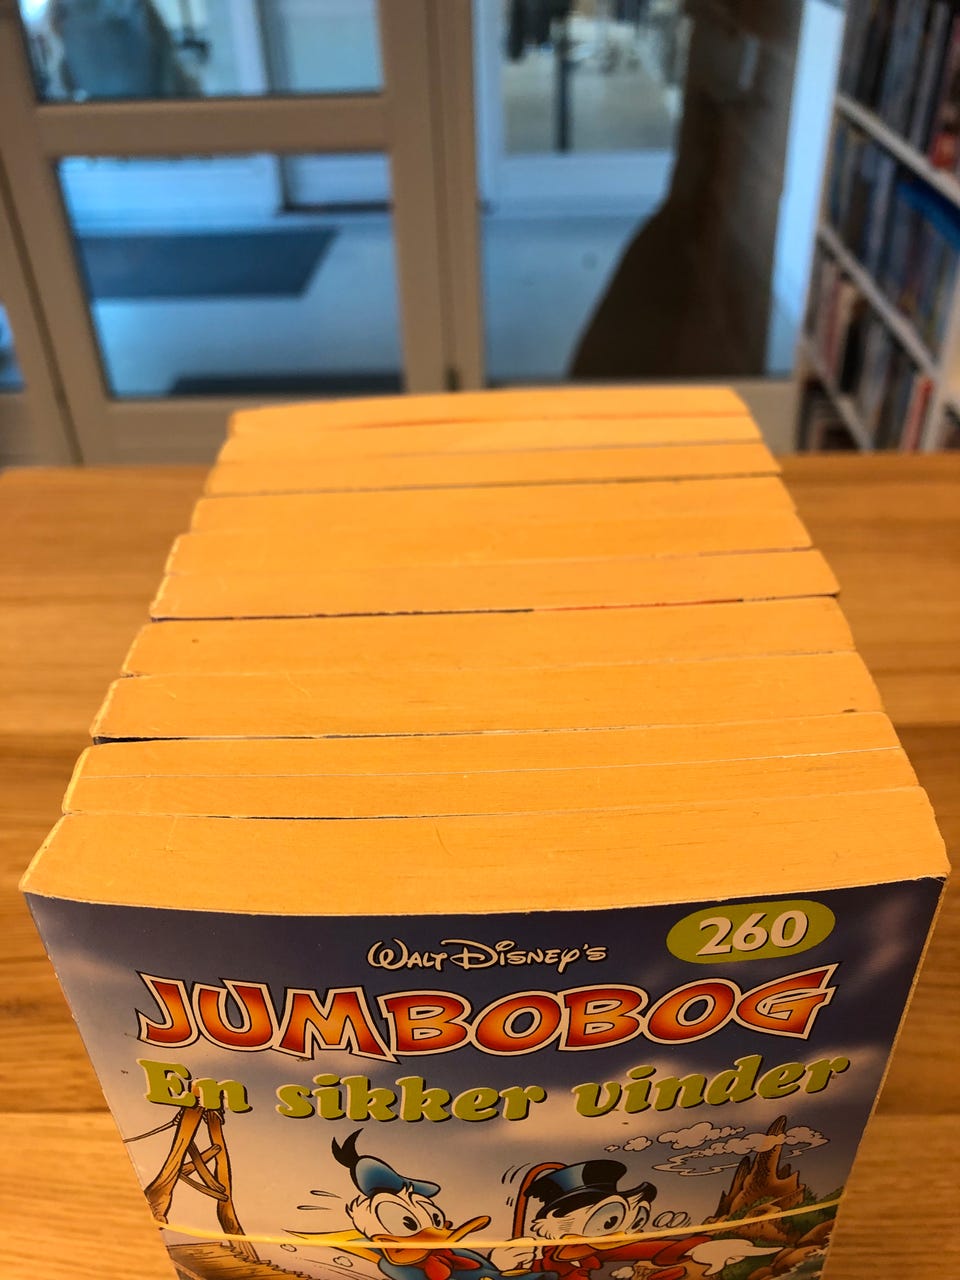 260
WALT DISNEY'S
JUMBOBOG
En sikker vinder